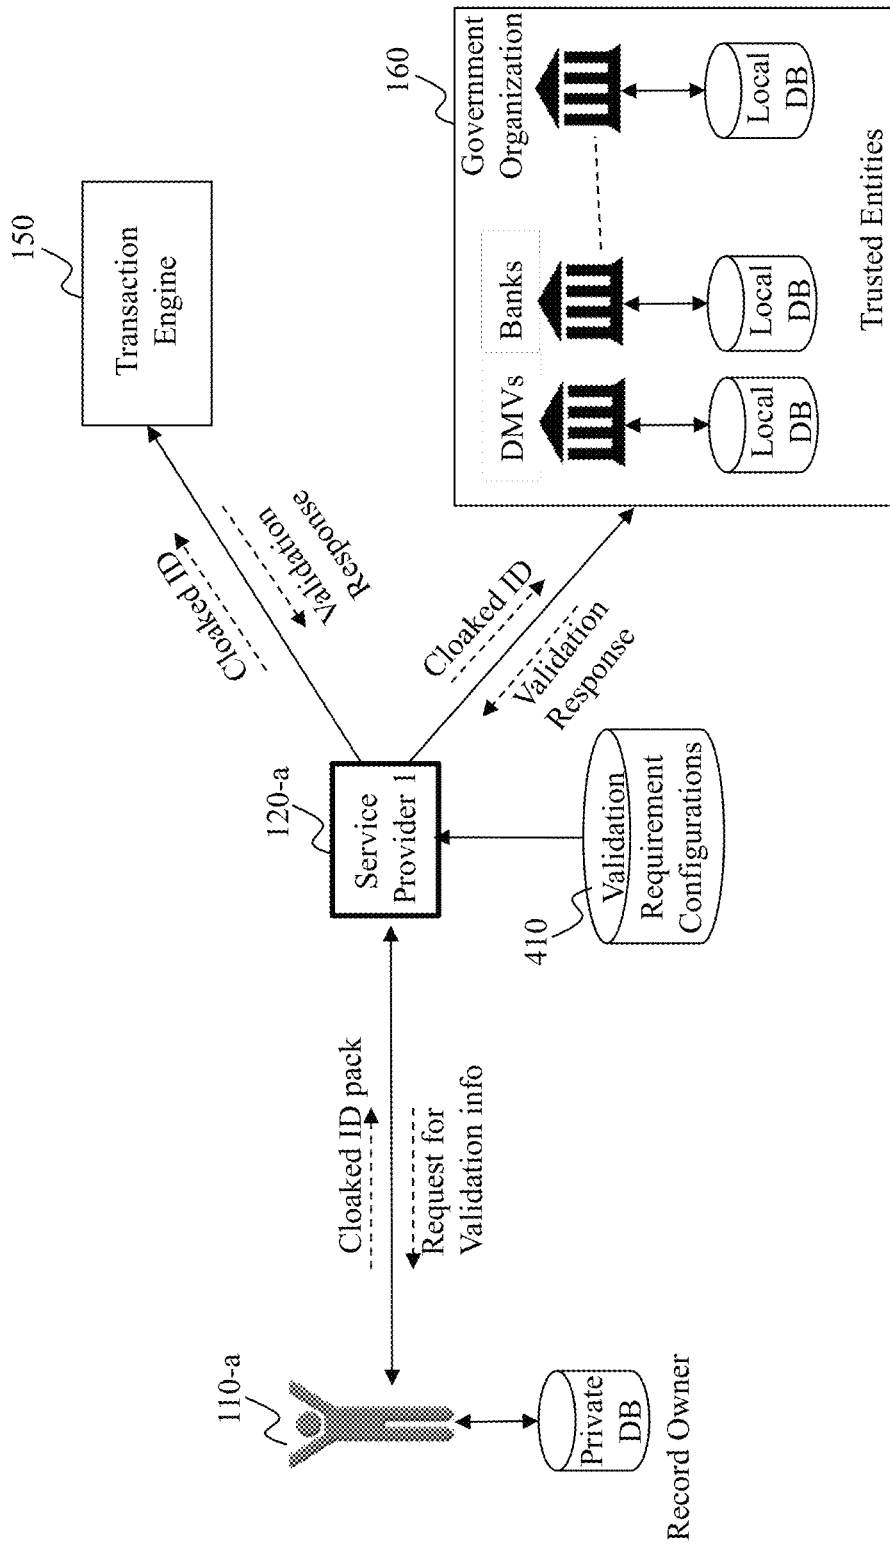 110-a
Private
DB
Record Owner
Cloaked ID pack
Request for
Validation info
120-a
Service
Provider 1
410
Validation
Requirement
Configurations
Cloaked ID
Validation
Response
150
Transaction
Engine
Cloaked ID
Validation
Response
160
DMVs
Banks
Government
Organization
Local
DB
Local
DB
Local
DB
Trusted Entities